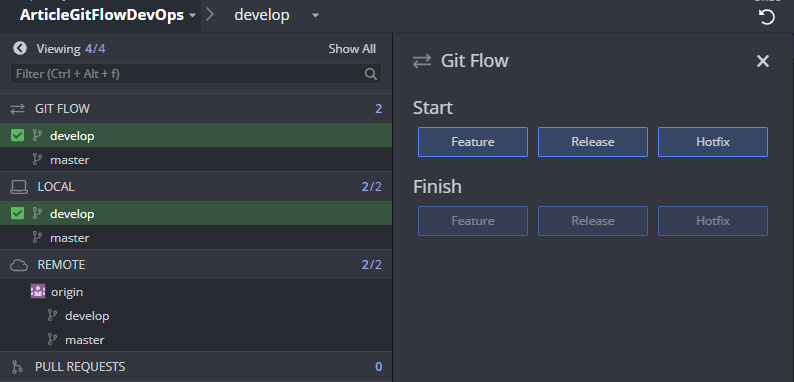 ArticleGitFlowDevOps develop
Viewing 4/4 Show All
Filter (Ctrl + Alt + f)
GIT FLOW 2
develop
master
LOCAL 2/2
develop
master
REMOTE 2/2
origin
develop
master
PULL REQUESTS 0
Git Flow
Start
Feature Release Hotfix
Finish
Feature Release Hotfix